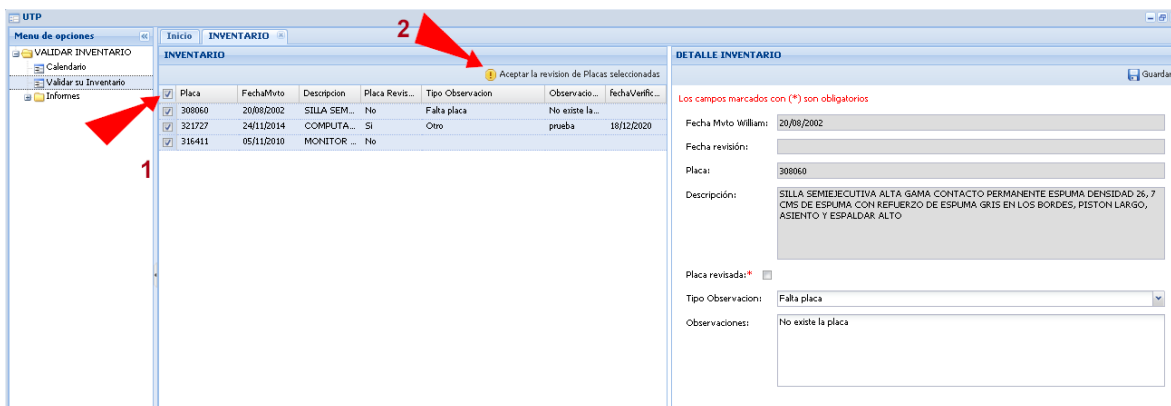 UTP
Menu de opciones
VALIDAR INVENTARIO
Calendario
Validar su Inventario
Informes
1
Inicio INVENTARIO
2
INVENTARIO
Aceptar la revision de Placas seleccionadas
Placa FechaMvto Descripcion Placa Revis... Tipo Observacion Observacio... fechaVerific...
308060 20/08/2002 SILLA SEM... No Falta placa No existe la...
321727 24/11/2014 COMPUTA... Si Otro prueba 18/12/2020
316411 05/11/2010 MONITOR ... No
DETALLE INVENTARIO
Guardar
Los campos marcados con (*) son obligatorios
Fecha Mvto William: 20/08/2002
Fecha revisión:
Placa: 308060
Descripción: SILLA SEMIEJECUTIVA ALTA GAMA CONTACTO PERMANENTE ESPUMA DENSIDAD 26, 7
CMS DE ESPUMA CON REFUERZO DE ESPUMA GRIS EN LOS BORDES, PISTON LARGO,
ASIENTO Y ESPALDAR ALTO
Placa revisada:*
Tipo Observacion: Falta placa
Observaciones: No existe la placa